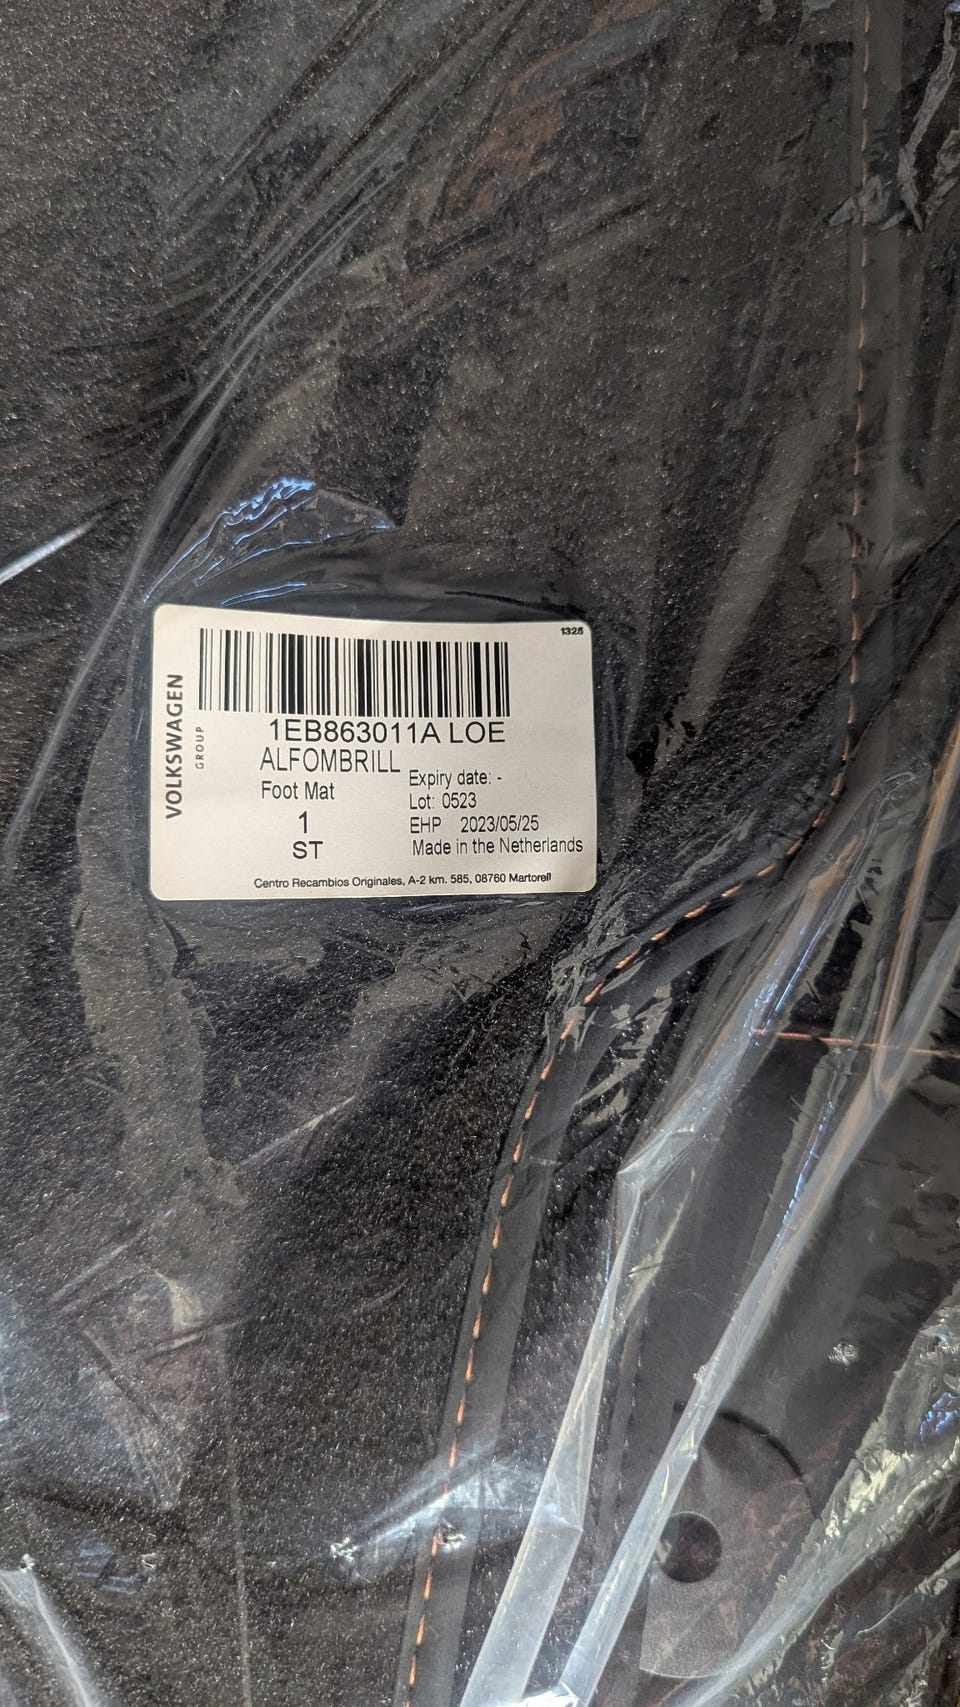 1328
VOLKSWAGEN
GROUP
1EB863011A LOE
ALFOMBRILL
Foot Mat
1
ST
Expiry date: -
Lot: 0523
EHP 2023/05/25
Made in the Netherlands
Centro Recambios Originales, A-2 km. 585, 08760 Martorell